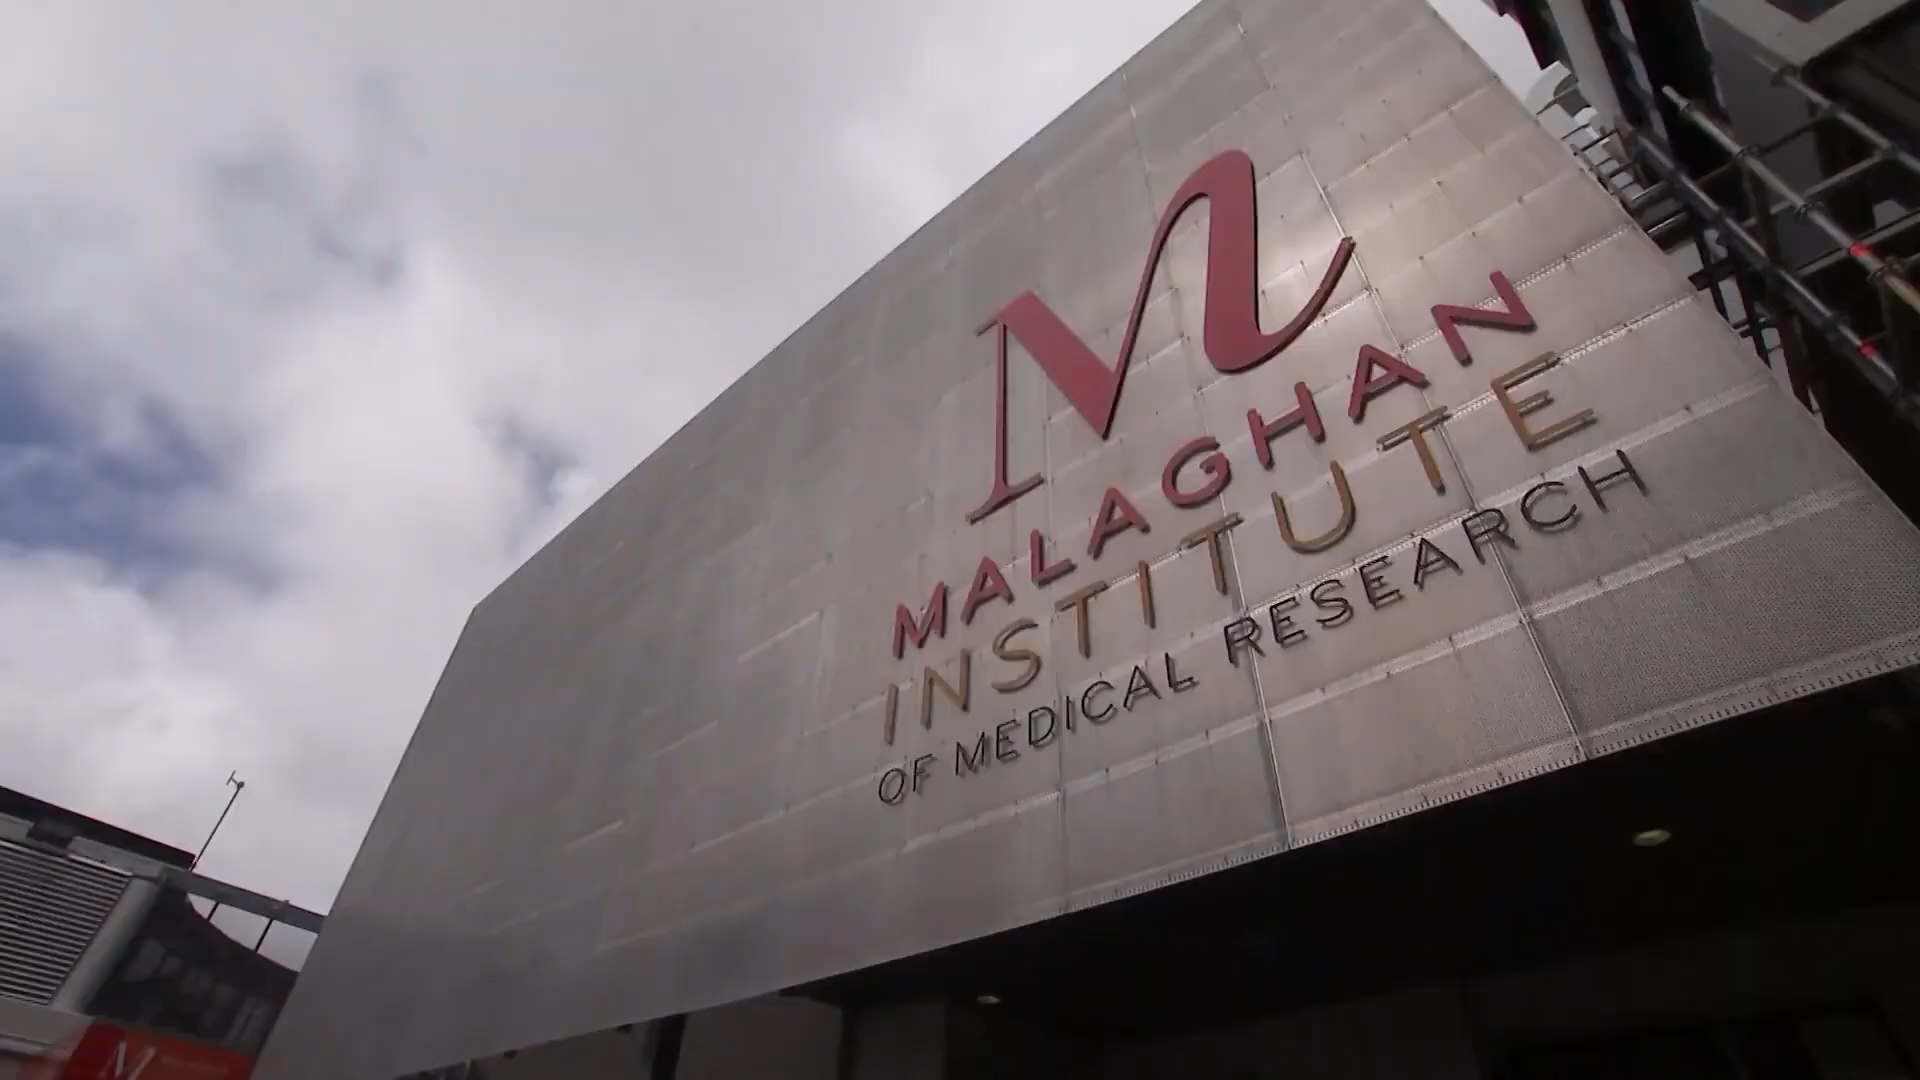 M
MALAGHAN
INSTITUTE
OF MEDICAL RESEARCH
M